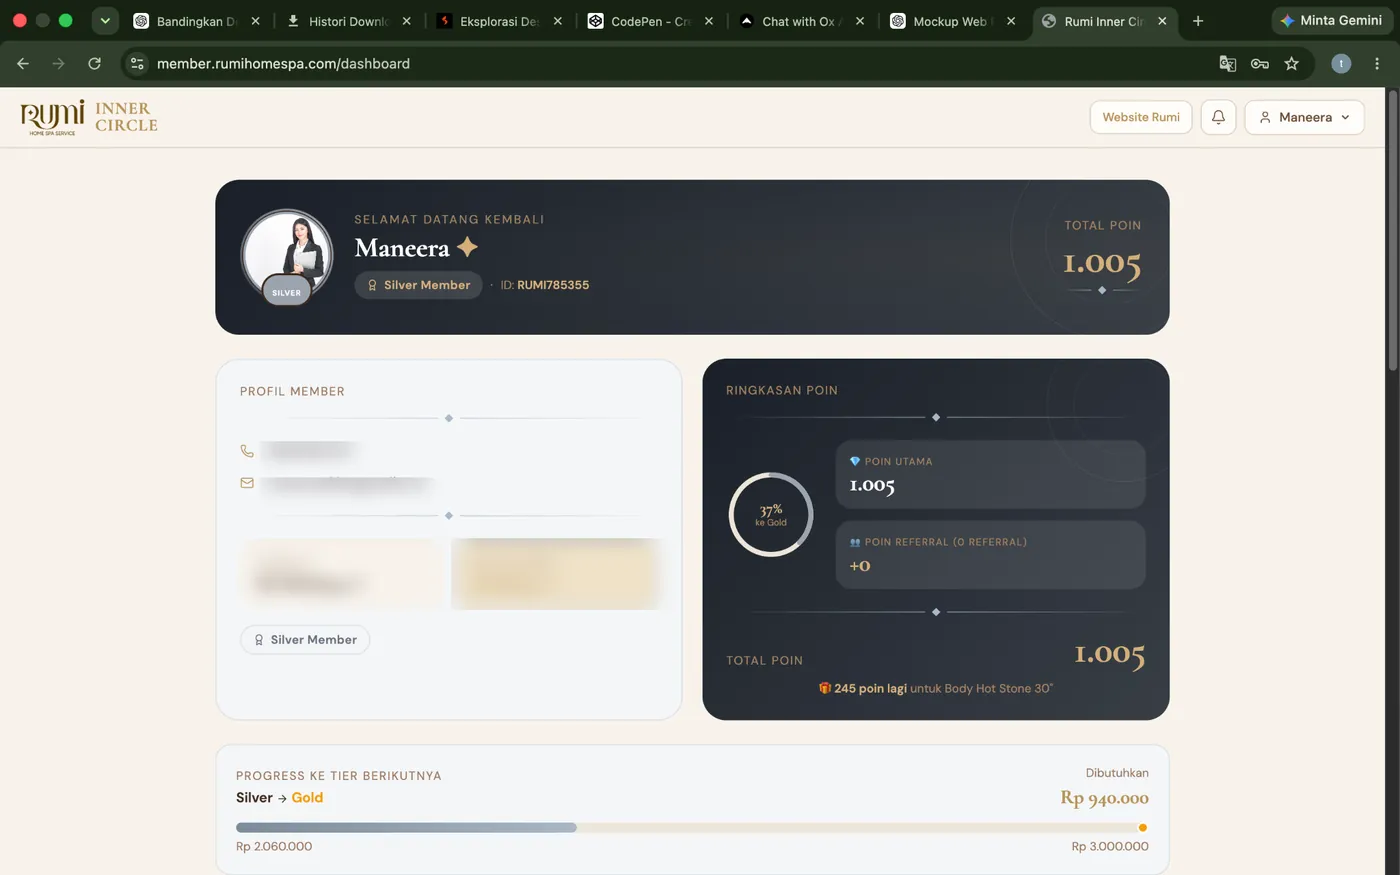 Bandingkan De
Histori Downlo
Eksplorasi Des
CodePen - Cre
Chat with Ox A
Mockup Web
Rumi Inner Cir
Minta Gemini
member.rumihomespa.com/dashboard
t
RUMI
HOME SPA SERVICE
INNER
CIRCLE
Website Rumi
Maneera
SELAMAT DATANG KEMBALI
Maneera
SILVER
Silver Member
· ID: RUMI785355
TOTAL POIN
1.005
PROFIL MEMBER
Silver Member
RINGKASAN POIN
37%
ke Gold
POIN UTAMA
1.005
POIN REFERRAL (0 REFERRAL)
+0
TOTAL POIN
1.005
245 poin lagi untuk Body Hot Stone 30"
PROGRESS KE TIER BERIKUTNYA
Silver → Gold
Dibutuhkan
Rp 940.000
Rp 2.060.000
Rp 3.000.000